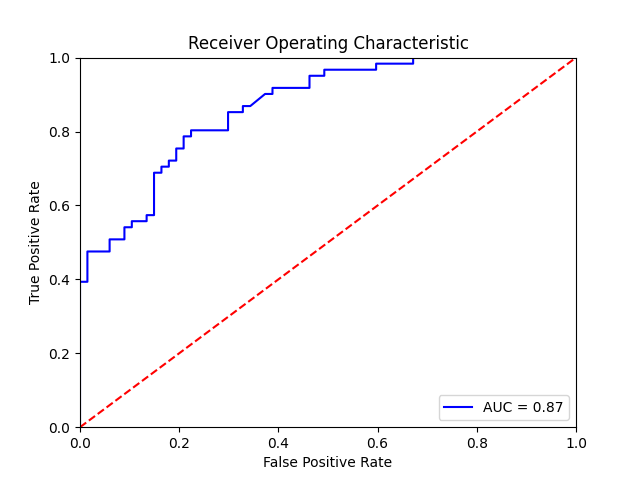 Receiver Operating Characteristic
1.0
0.8
0.6
0.4
0.2
0.0
True Positive Rate
0.0 0.2 0.4 0.6 0.8 1.0
False Positive Rate
AUC = 0.87